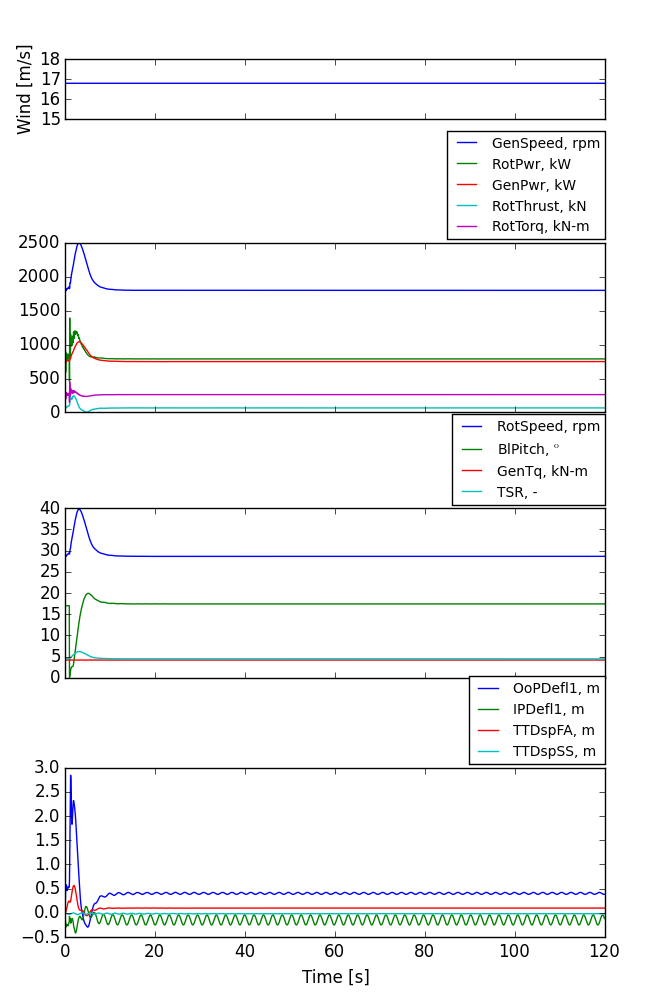 Wind [m/s]
18
17
16
15
GenSpeed, rpm
RotPwr, kW
GenPwr, kW
RotThrust, kN
RotTorq, kN-m
2500
2000
1500
1000
500
0
RotSpeed, rpm
BlPitch, °
GenTq, kN-m
TSR, -
40
35
30
25
20
15
10
5
0
OoPDefl1, m
IPDefl1, m
TTDspFA, m
TTDspSS, m
3.0
2.5
2.0
1.5
1.0
0.5
0.0
−0.5
0 20 40 60 80 100 120
Time [s]